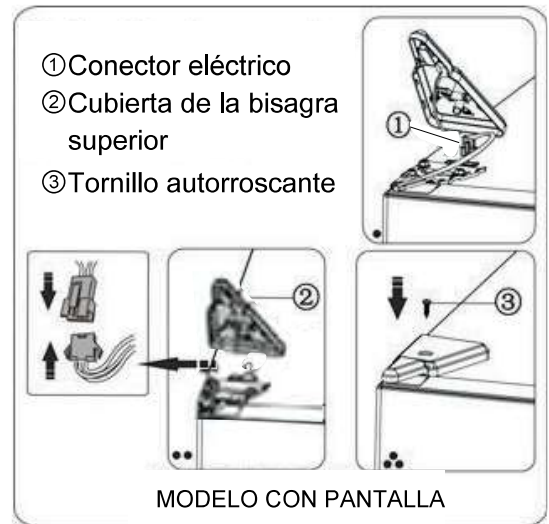 ①Conector eléctrico
②Cubierta de la bisagra
superior
③Tornillo autorroscante
①
②
③
MODELO CON PANTALLA